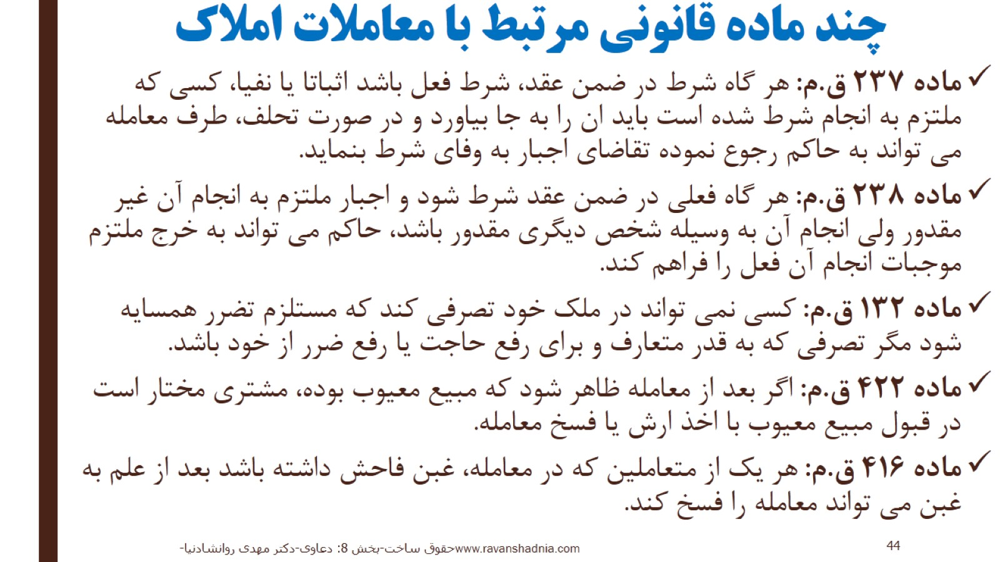 چند ماده قانونی مرتبط با معاملات املاک
✓ ماده ۲۳۷ ق.م: هر گاه شرط در ضمن عقد، شرط فعل باشد اثباتا یا نفیا، کسی که
ملتزم به انجام شرط شده است باید ان را به جا بیاورد و در صورت تحلف، طرف معامله
می تواند به حاکم رجوع نموده تقاضای اجبار به وفای شرط بنماید.
✓ ماده ۲۳۸ ق.م: هر گاه فعلی در ضمن عقد شرط شود و اجبار ملتزم به انجام آن غیر
مقدور ولی انجام آن به وسیله شخص دیگری مقدور باشد، حاکم می تواند به خرج ملتزم
موجبات انجام آن فعل را فراهم کند.
✓ ماده ۱۳۲ ق.م: کسی نمی تواند در ملک خود تصرفی کند که مستلزم تضرر همسایه
شود مگر تصرفی که به قدر متعارف و برای رفع حاجت یا رفع ضرر از خود باشد.
✓ ماده ۴۲۲ ق.م: اگر بعد از معامله ظاهر شود که مبیع معیوب بوده، مشتری مختار است
در قبول مبیع معیوب با اخذ ارش یا فسخ معامله.
✓ ماده ۴۱۶ ق.م: هر یک از متعاملین که در معامله، غبن فاحش داشته باشد بعد از علم به
غبن می تواند معامله را فسخ کند.
حقوق ساخت-بخش 8: دعاوی-دکتر مهدی روانشادنیا-www.ravanshadnia.com
44